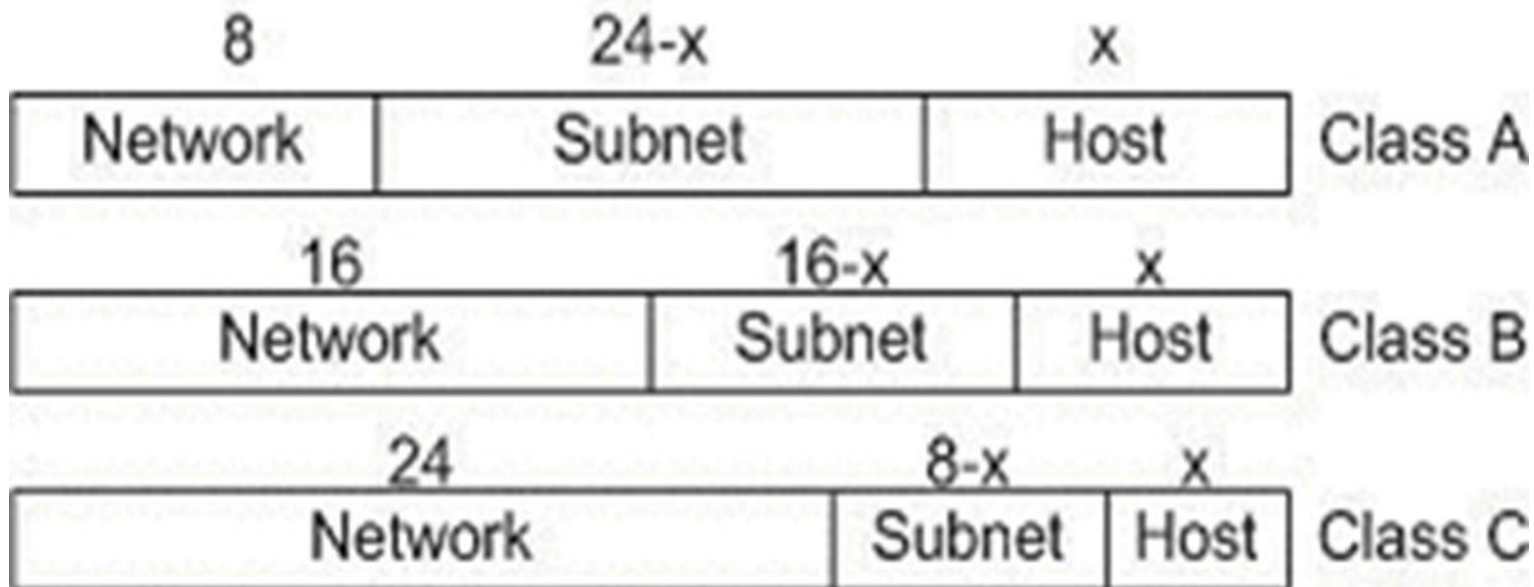 8 24-x x
Network Subnet Host Class A
16 16-x x
Network Subnet Host Class B
24 8-x x
Network Subnet Host Class C